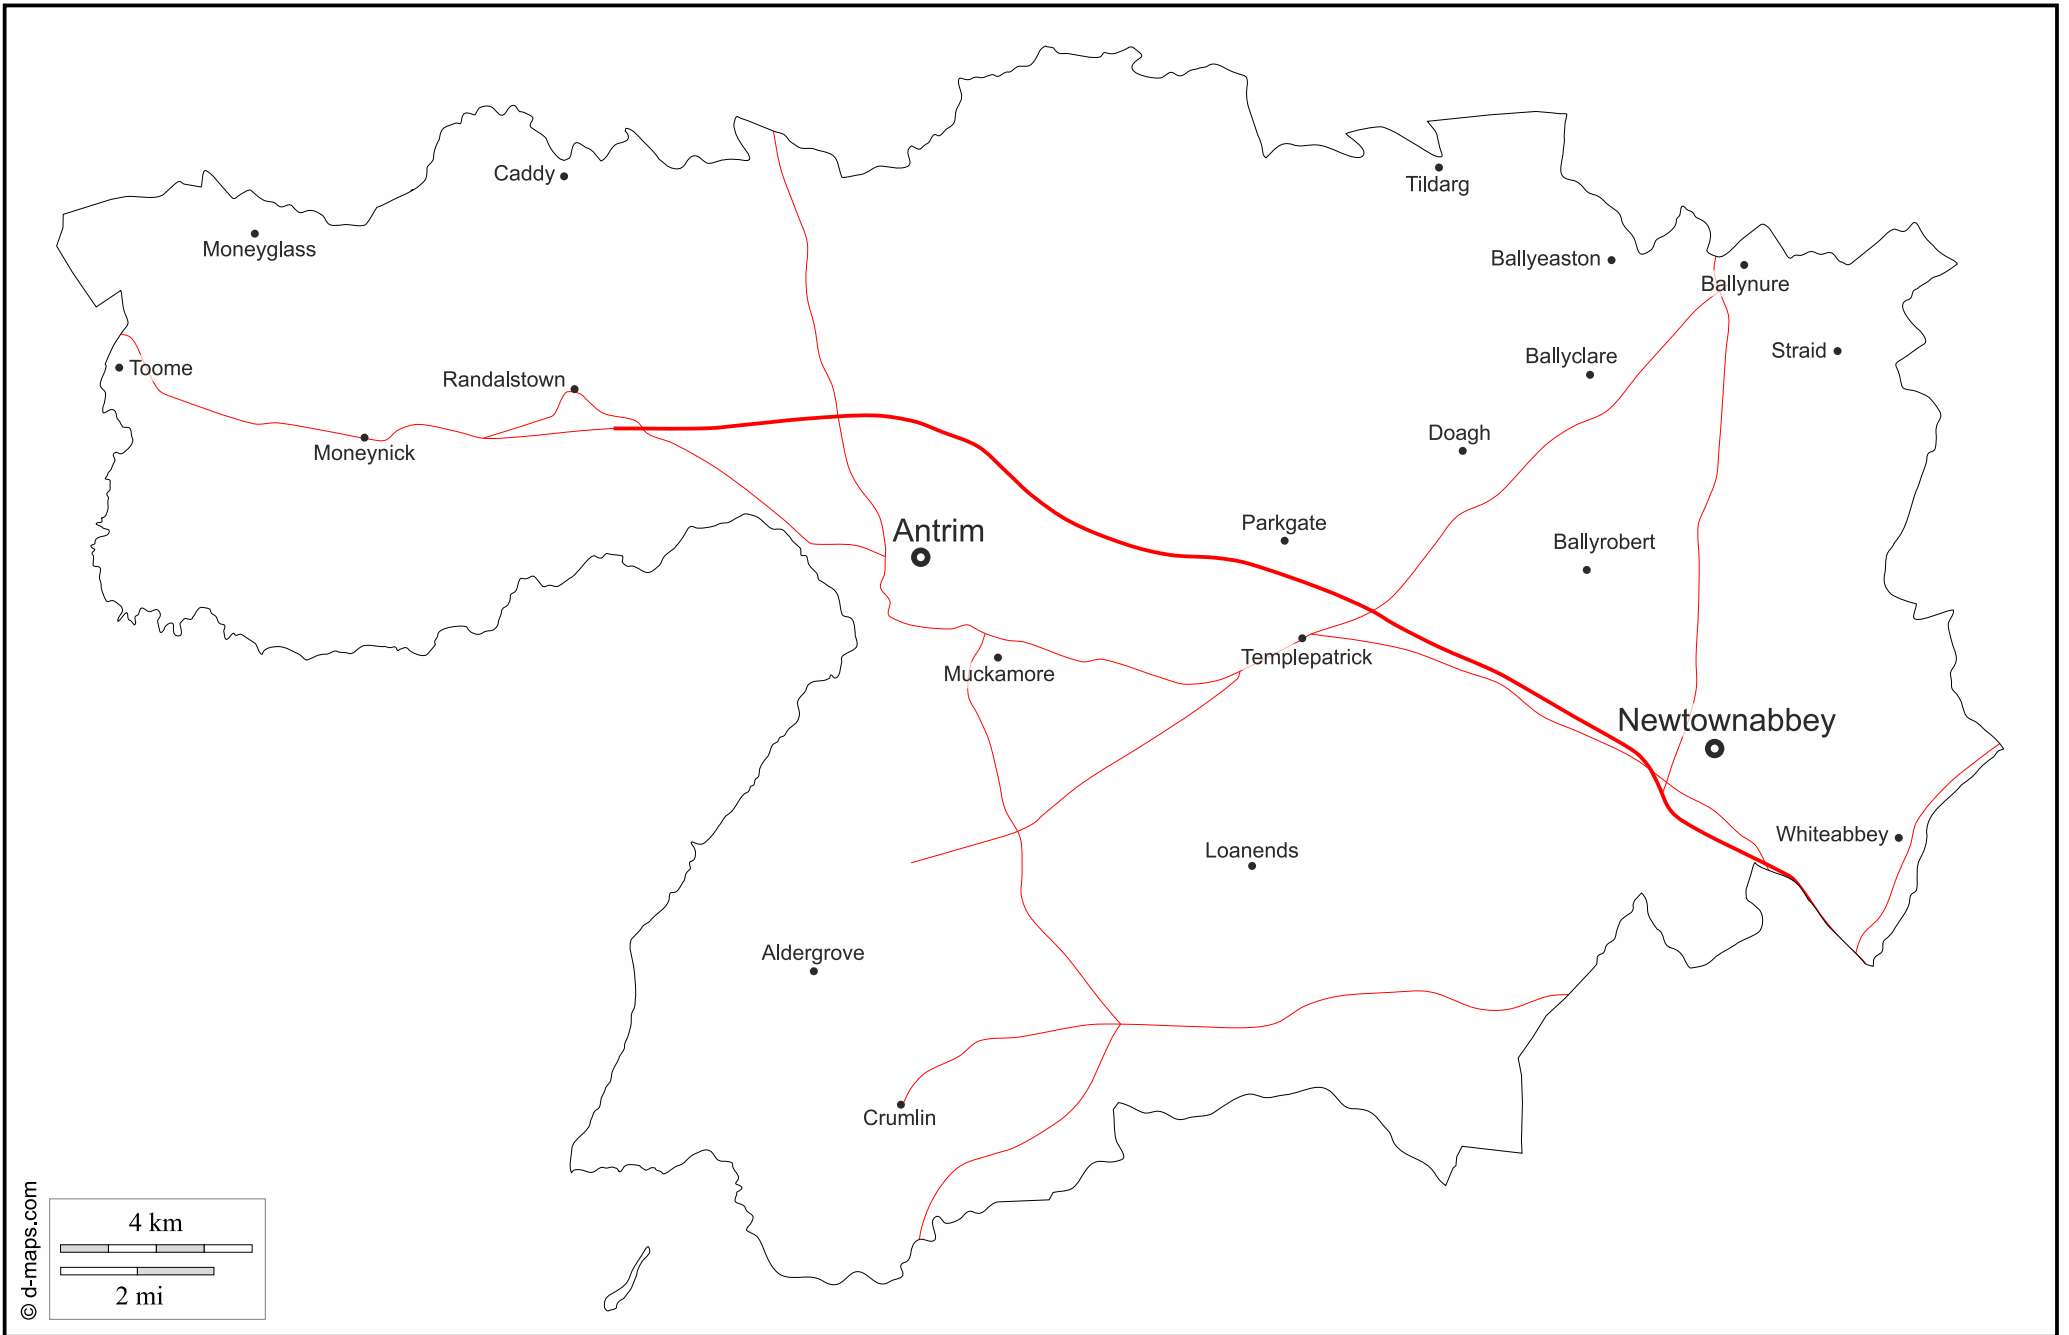 Caddy
Tildarg
Moneyglass
Ballyeaston
Ballynure
Toome
Randalstown
Ballyclare
Straid
Moneynick
Doagh
Antrim
Parkgate
Ballyrobert
Muckamore
Templepatrick
Newtownabbey
Whiteabbey
Loanends
Aldergrove
Crumlin
© d-maps.com
4 km
2 mi